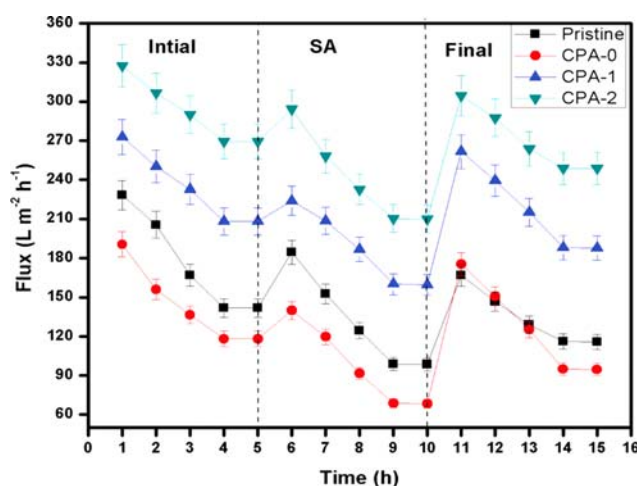 360
330
300
270
240
210
180
150
120
90
60
Flux (L m⁻² h⁻¹)
Intial
SA
Final
Pristine
CPA-0
CPA-1
CPA-2
0 1 2 3 4 5 6 7 8 9 10 11 12 13 14 15 16
Time (h)